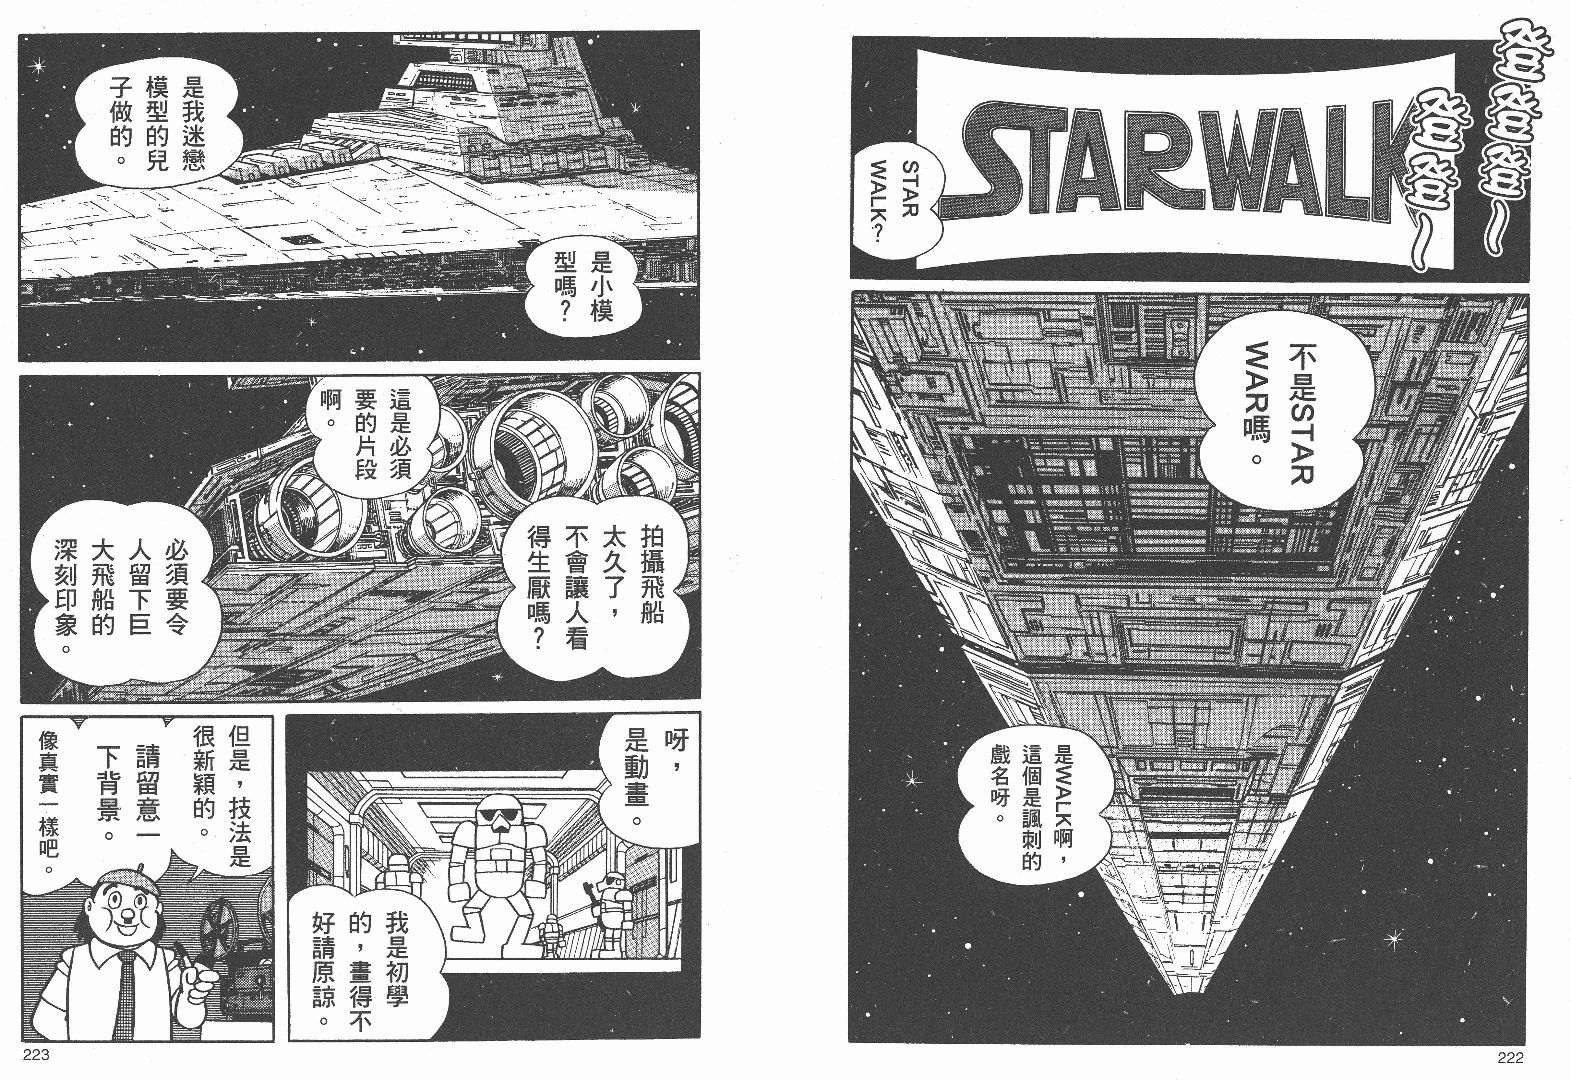 登登登登～
登登登～
STARWALK
STAR
WALK?
不是STAR
WAR嗎。
是WALK啊，
這個是諷刺的
戲名呀。
222
是我迷戀
模型的兒
子做的。
是小模
型嗎？
這是必須
要的片段
啊。
拍攝飛船
太久了，
不會讓人看
得生厭嗎？
必須要令
人留下巨
大飛船的
深刻印象。
呀，
是動畫。
我是初學
的，畫得不
好請原諒。
但是，技法是
很新穎的。
請留意一
下背景。
像真實一樣吧。
223